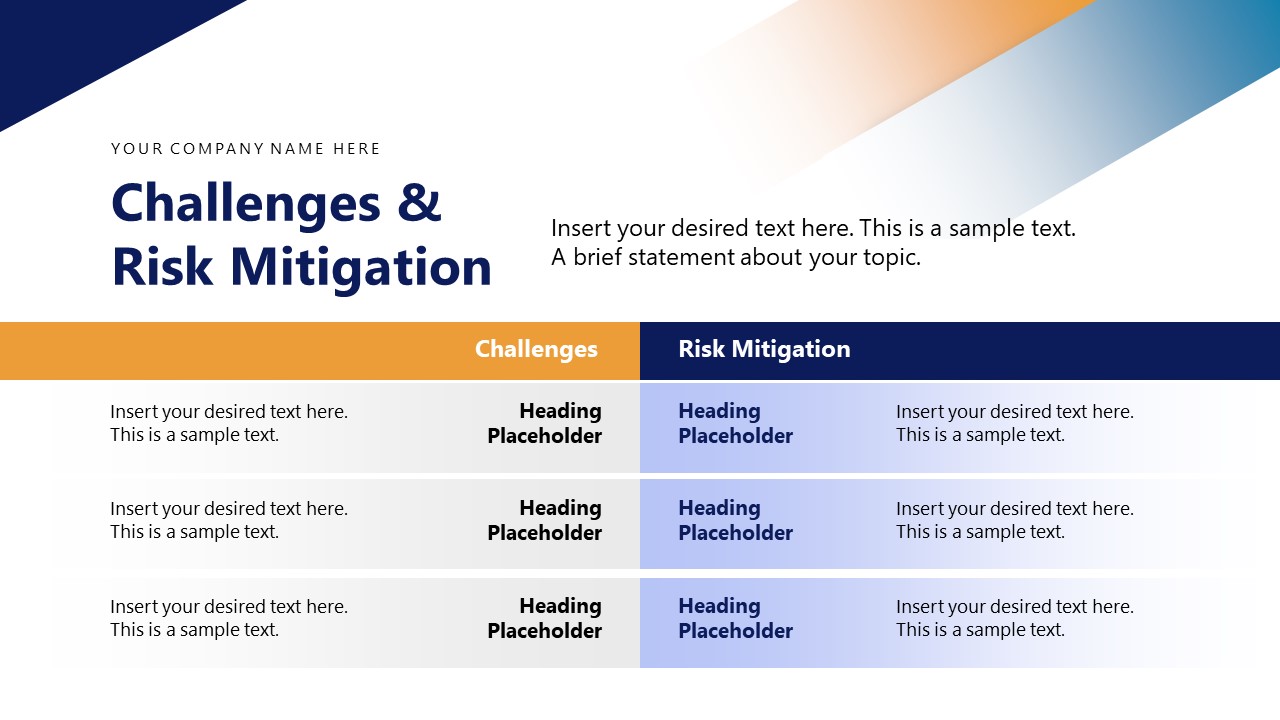 YOUR COMPANY NAME HERE
Challenges &
Risk Mitigation
Insert your desired text here. This is a sample text.
A brief statement about your topic.
Challenges
Risk Mitigation
Insert your desired text here.
This is a sample text.
Heading
Placeholder
Heading
Placeholder
Insert your desired text here.
This is a sample text.
Insert your desired text here.
This is a sample text.
Heading
Placeholder
Heading
Placeholder
Insert your desired text here.
This is a sample text.
Insert your desired text here.
This is a sample text.
Heading
Placeholder
Heading
Placeholder
Insert your desired text here.
This is a sample text.